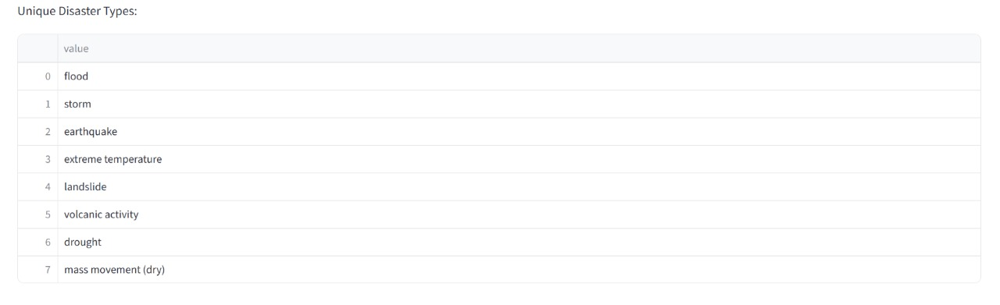 Unique Disaster Types:
value
0 flood
1 storm
2 earthquake
3 extreme temperature
4 landslide
5 volcanic activity
6 drought
7 mass movement (dry)